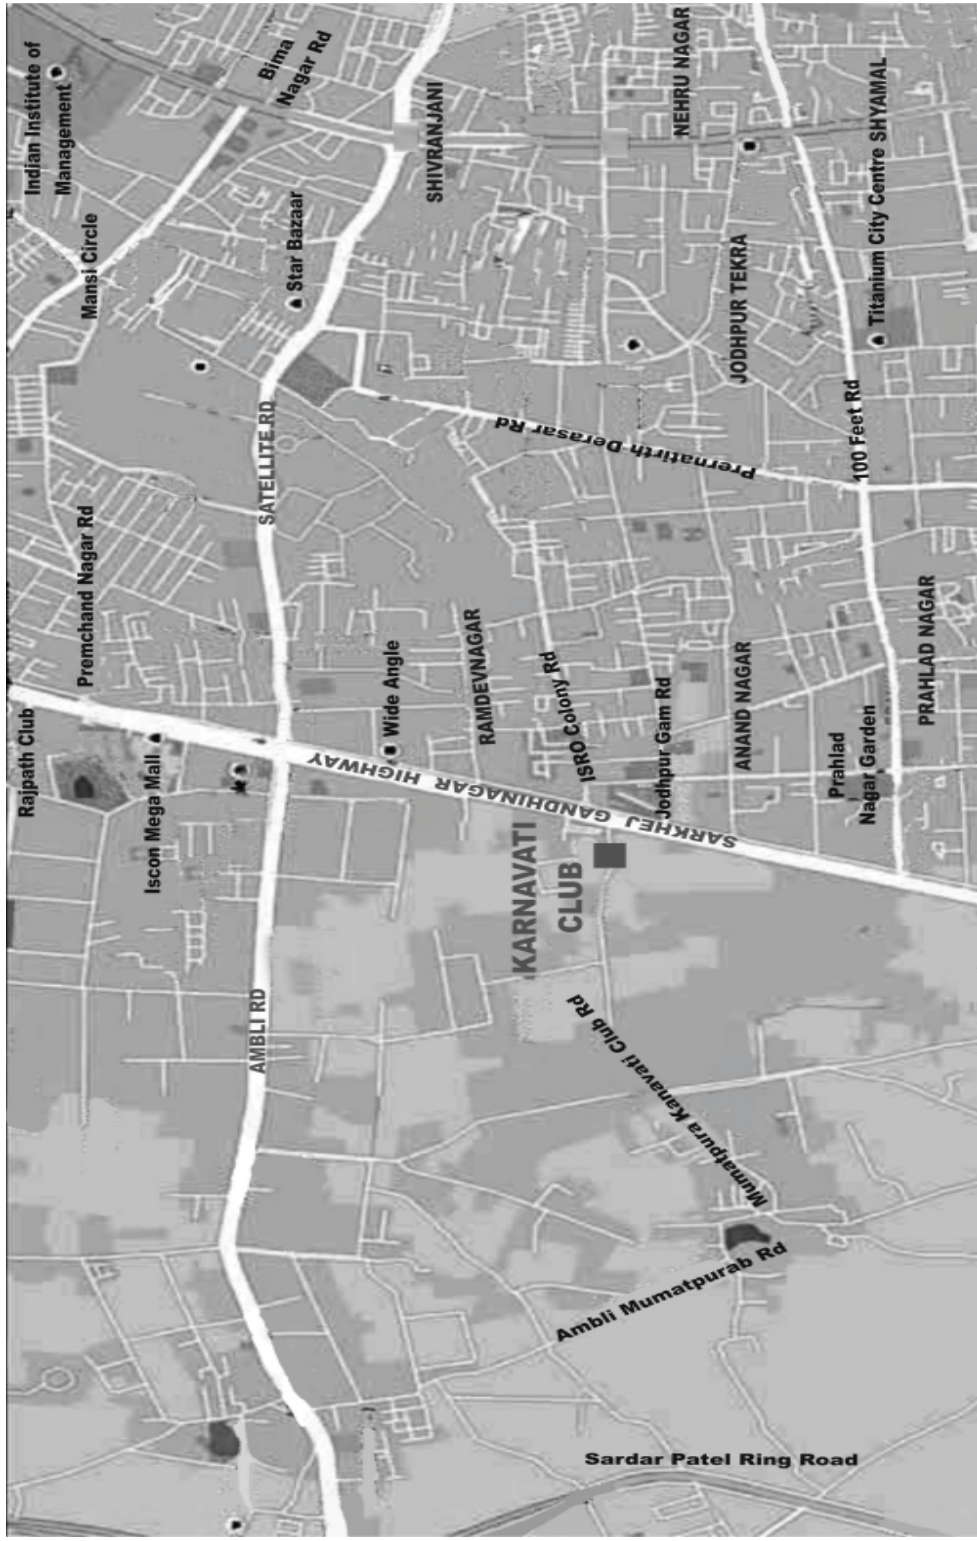 Indian Institute of
Management
Bima
Nagar Rd
Mansi Circle
Star Bazaar
SHIVRANJANI
NEHRU NAGAR
Titanium City Centre SHYAMAL
JODHPUR TEKRA
100 Feet Rd
Prernatirth Derasar Rd
SATELLITE RD
Premchand Nagar Rd
Rajpath Club
Iscon Mega Mall
Wide Angle
RAMDEVNAGAR
ISRO Colony Rd
Jodhpur Gam Rd
ANAND NAGAR
Prahlad
Nagar Garden
PRAHLAD NAGAR
SARKHEJ GANDHINAGAR HIGHWAY
KARNAVATI
CLUB
AMBLI RD
Mumatpura Kanavati Club Rd
Ambli Mumatpurab Rd
Sardar Patel Ring Road